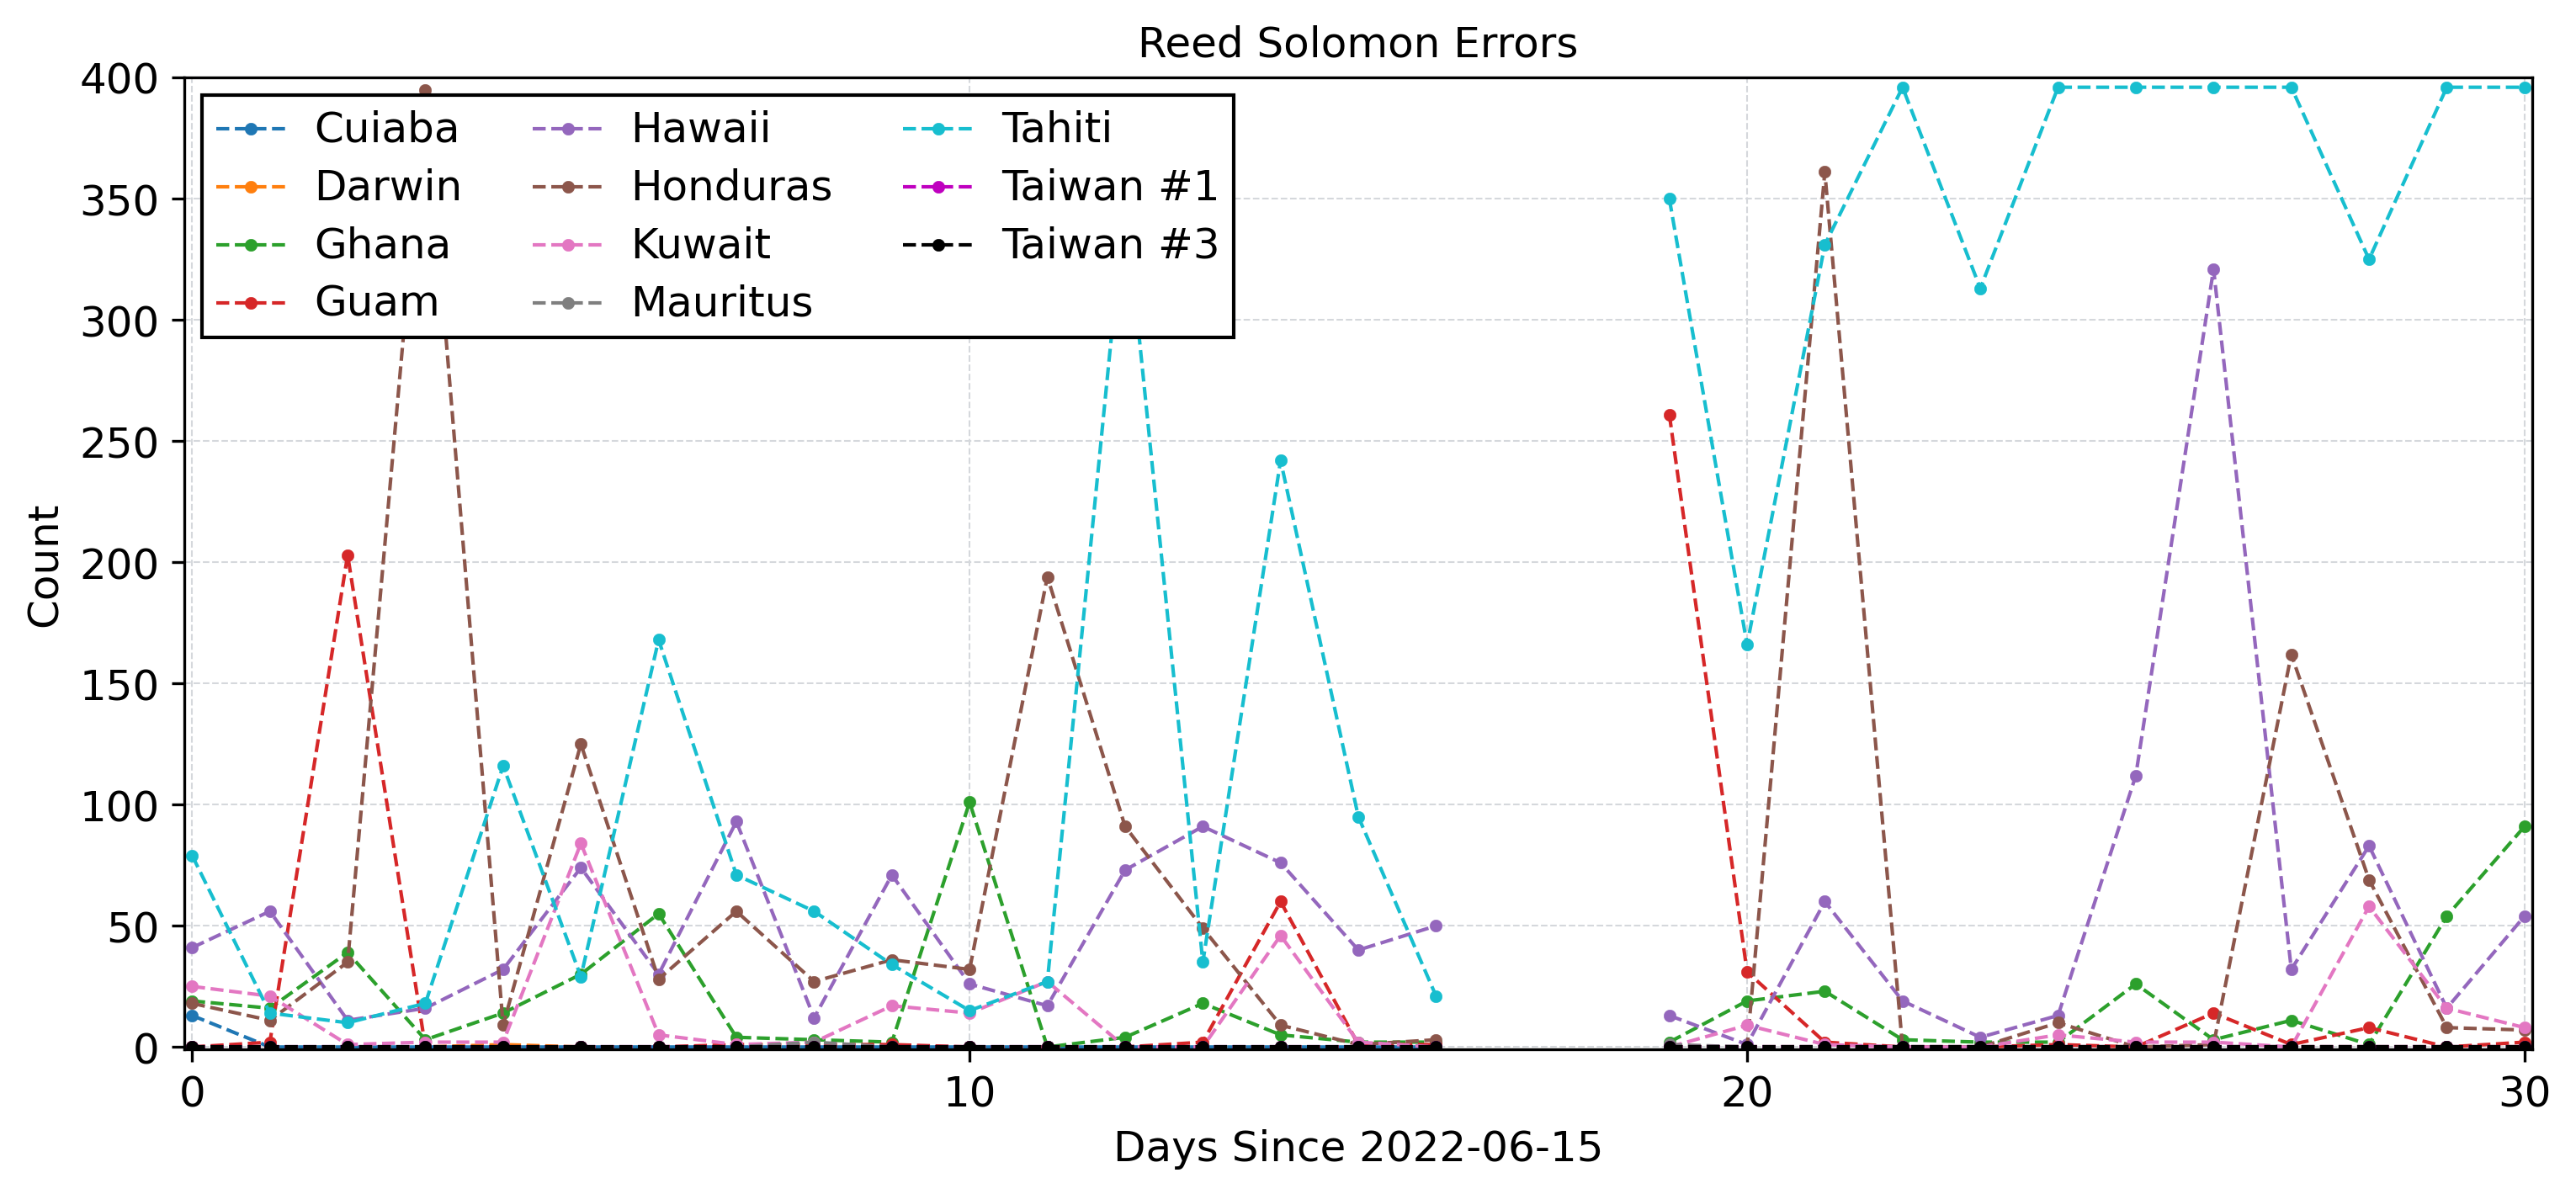 Reed Solomon Errors
400
350
300
250
200
150
100
50
0
Count
Cuiaba
Darwin
Ghana
Guam
Hawaii
Honduras
Kuwait
Mauritus
Tahiti
Taiwan #1
Taiwan #3
0 10 20 30
Days Since 2022-06-15